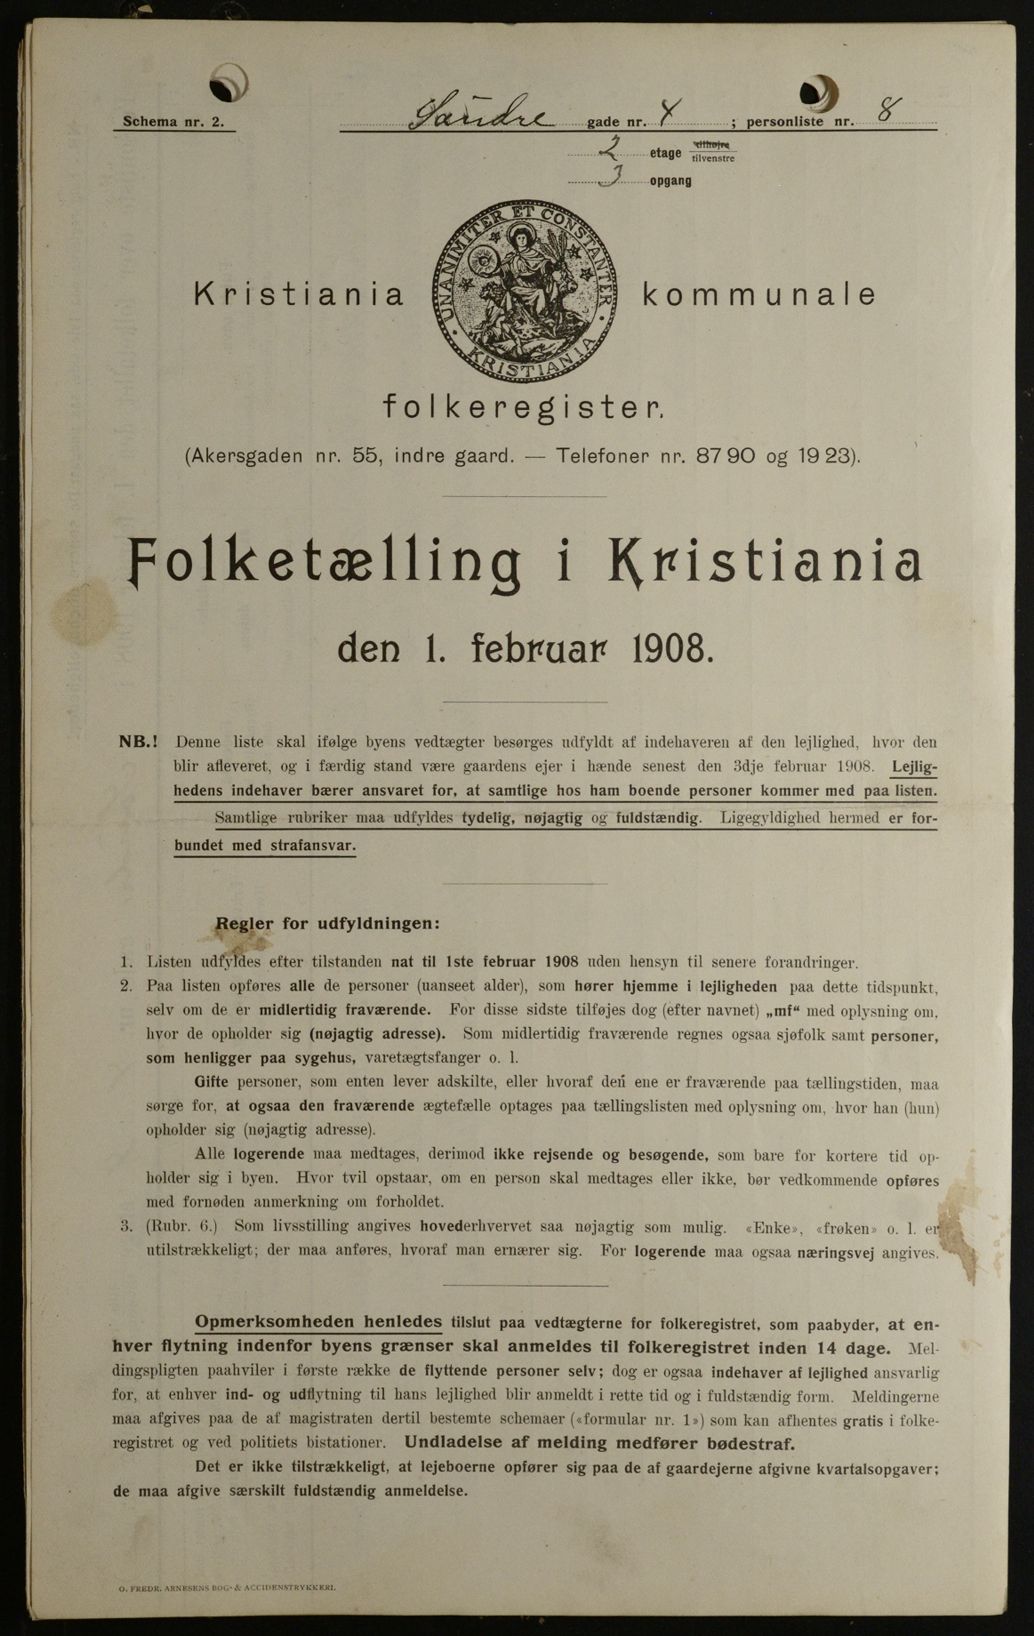 Schema nr. 2.
Søndre gade nr. 4 ; personliste nr. 8
2 etage tilhøjre
tilvenstre
3 opgang
UNANIMITER ET CONSTANTER
KRISTIANIA
Kristiania kommunale
folkeregister.
(Akersgaden nr. 55, indre gaard. — Telefoner nr. 87 90 og 19 23).
Folketælling i Kristiania
den 1. februar 1908.
NB.! Denne liste skal ifølge byens vedtægter besørges udfyldt af indehaveren af den lejlighed, hvor den
blir afleveret, og i færdig stand være gaardens ejer i hænde senest den 3dje februar 1908. Lejlig-
hedens indehaver bærer ansvaret for, at samtlige hos ham boende personer kommer med paa listen.
Samtlige rubriker maa udfyldes tydelig, nøjagtig og fuldstændig. Ligegyldighed hermed er for-
bundet med strafansvar.
Regler for udfyldningen:
1. Listen udfyldes efter tilstanden nat til 1ste februar 1908 uden hensyn til senere forandringer.
2. Paa listen opføres alle de personer (uanseet alder), som hører hjemme i lejligheden paa dette tidspunkt,
selv om de er midlertidig fraværende. For disse sidste tilføjes dog (efter navnet) „mf“ med oplysning om,
hvor de opholder sig (nøjagtig adresse). Som midlertidig fraværende regnes ogsaa sjøfolk samt personer,
som henligger paa sygehus, varetægtsfanger o. l.
Gifte personer, som enten lever adskilte, eller hvoraf den ene er fraværende paa tællingstiden, maa
sørge for, at ogsaa den fraværende ægtefælle optages paa tællingslisten med oplysning om, hvor han (hun)
opholder sig (nøjagtig adresse).
Alle logerende maa medtages, derimod ikke rejsende og besøgende, som bare for kortere tid op-
holder sig i byen. Hvor tvil opstaar, om en person skal medtages eller ikke, bør vedkommende opføres
med fornøden anmerkning om forholdet.
3. (Rubr. 6.) Som livsstilling angives hovederhvervet saa nøjagtig som mulig. «Enke», «frøken» o. l. er
utilstrækkeligt; der maa anføres, hvoraf man ernærer sig. For logerende maa ogsaa næringsvej angives.
Opmerksomheden henledes tilslut paa vedtægterne for folkeregistret, som paabyder, at en-
hver flytning indenfor byens grænser skal anmeldes til folkeregistret inden 14 dage. Mel-
dingspligten paahviler i første række de flyttende personer selv; dog er ogsaa indehaver af lejlighed ansvarlig
for, at enhver ind- og udflytning til hans lejlighed blir anmeldt i rette tid og i fuldstændig form. Meldingerne
maa afgives paa de af magistraten dertil bestemte schemaer («formular nr. 1») som kan afhentes gratis i folke-
registret og ved politiets bistationer. Undladelse af melding medfører bødestraf.
Det er ikke tilstrækkeligt, at lejeboerne opfører sig paa de af gaardejerne afgivne kvartalsopgaver;
de maa afgive særskilt fuldstændig anmeldelse.
O. FREDR. ARNESENS BOG- & ACCIDENSTRYKKERI.